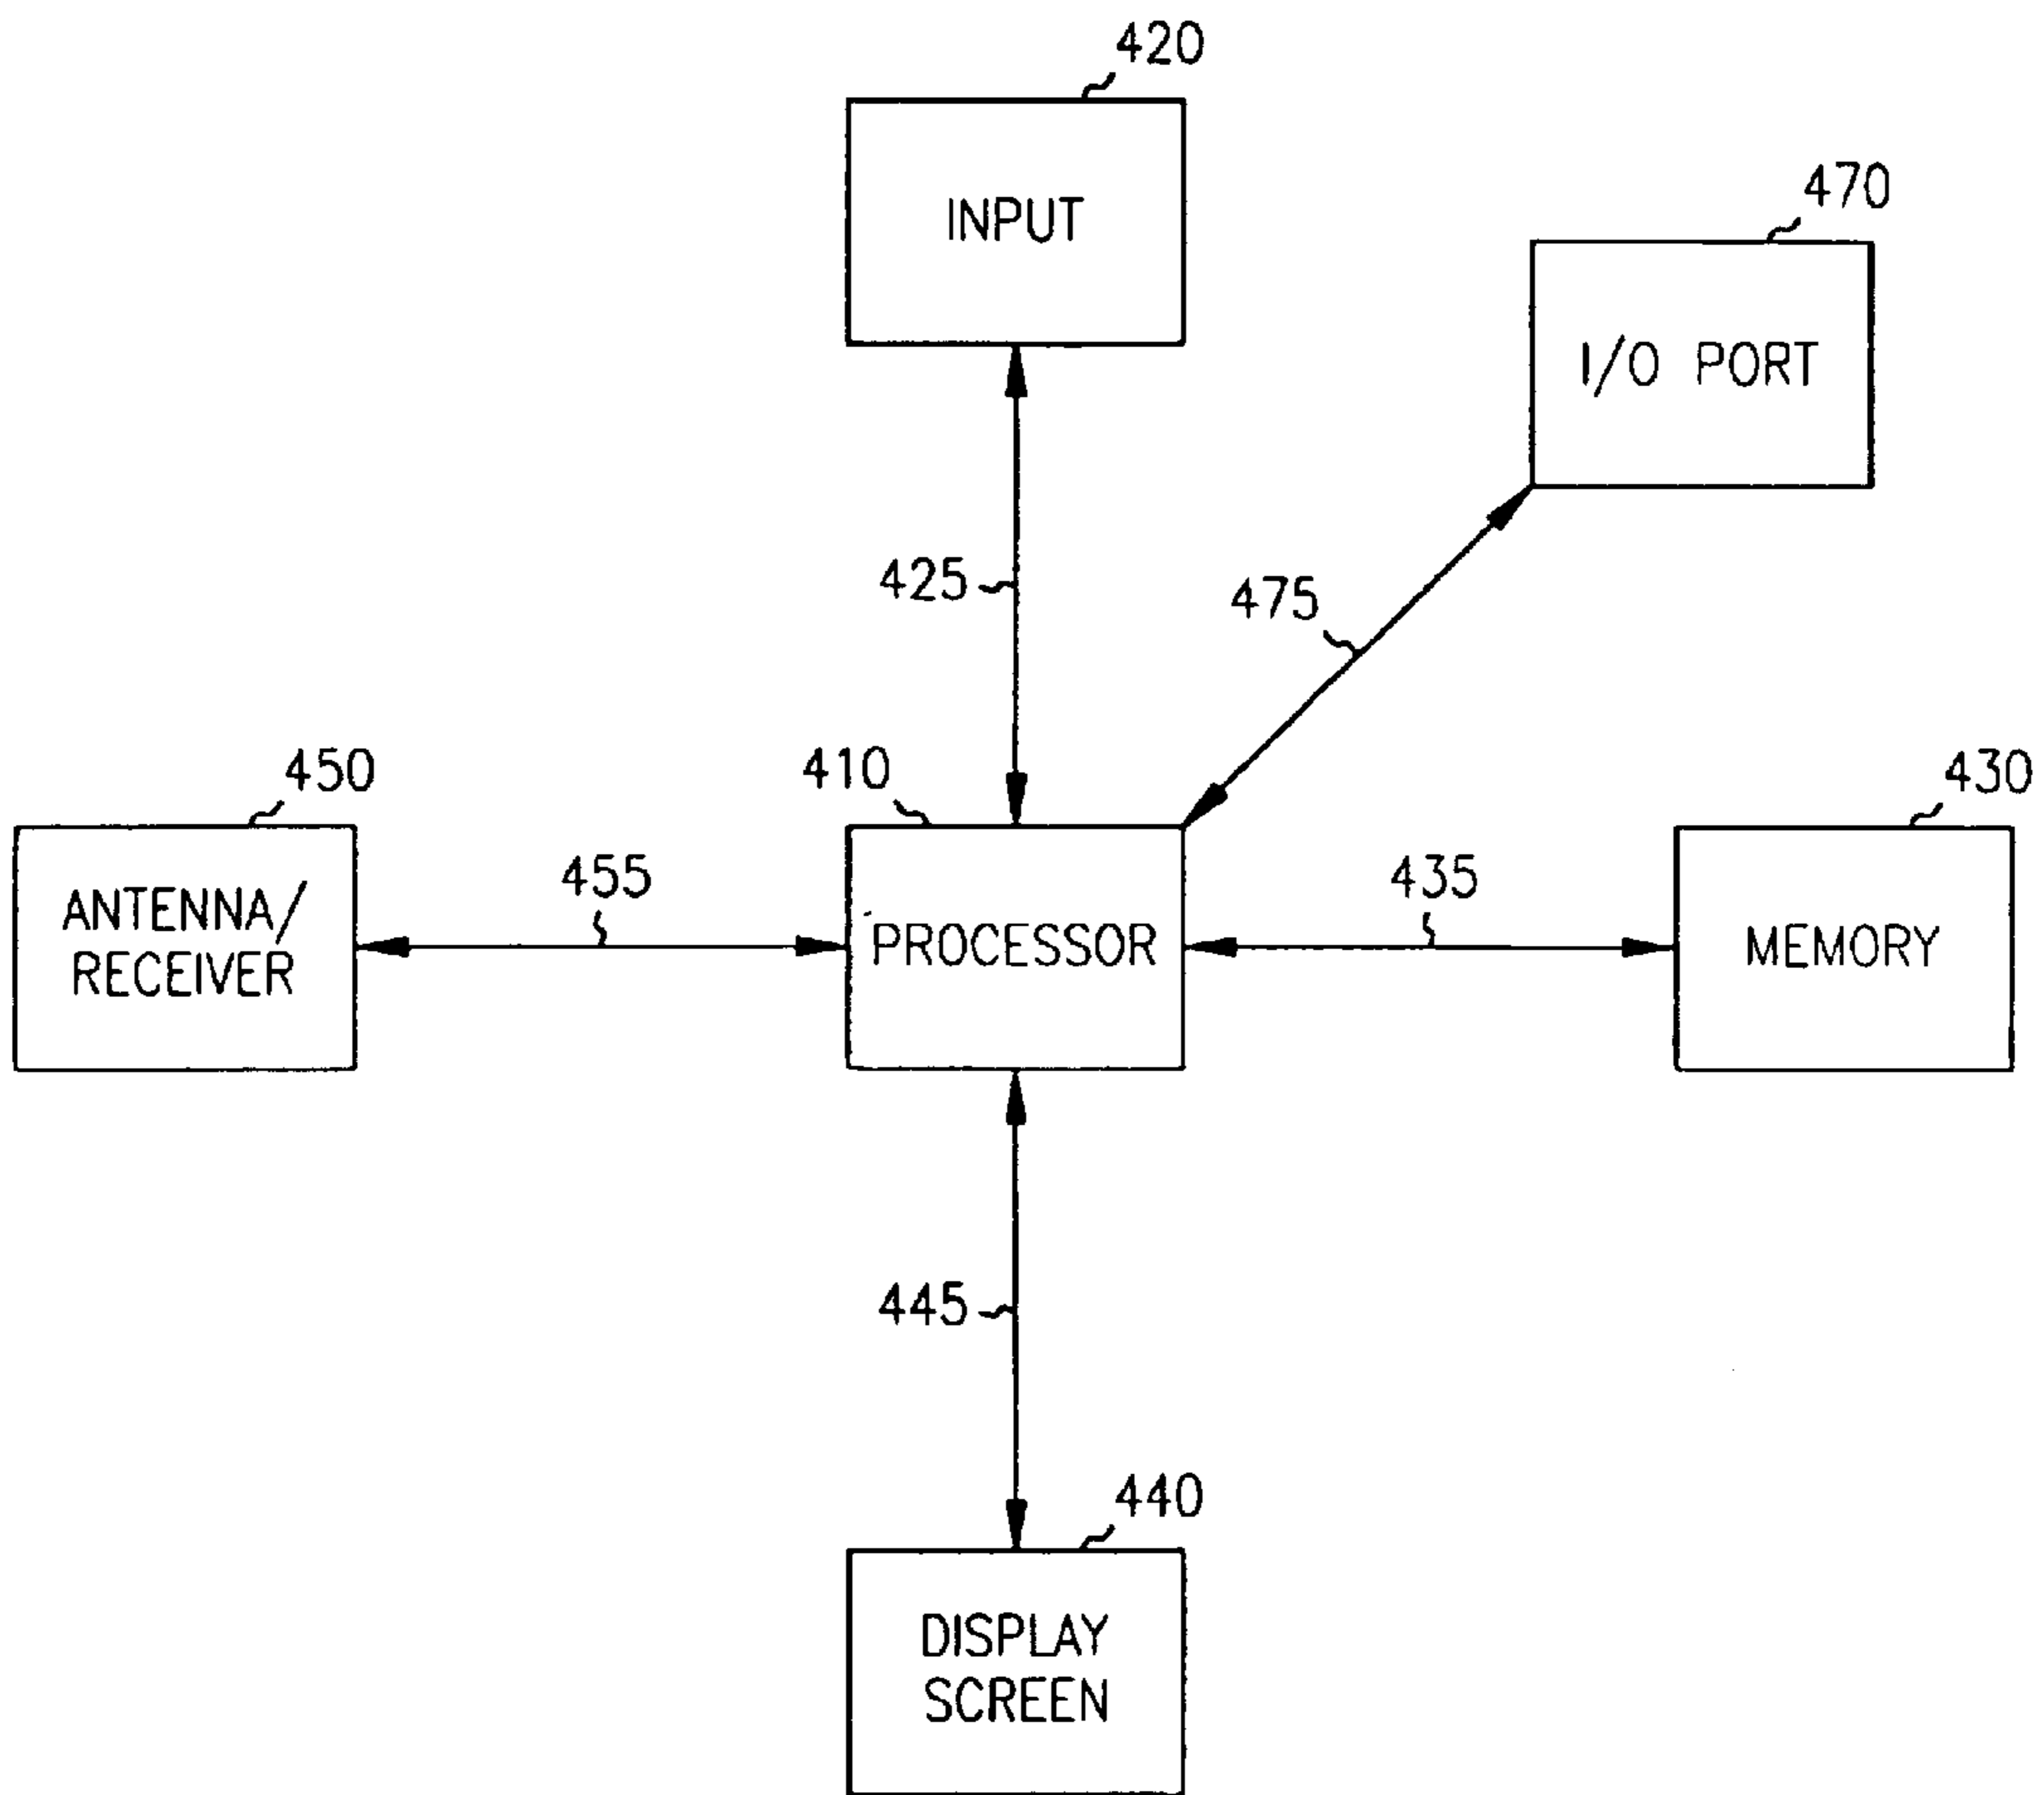 420
INPUT
470
I/O PORT
425
475
450
410
430
ANTENNA/
RECEIVER
455
PROCESSOR
435
MEMORY
445
440
DISPLAY
SCREEN